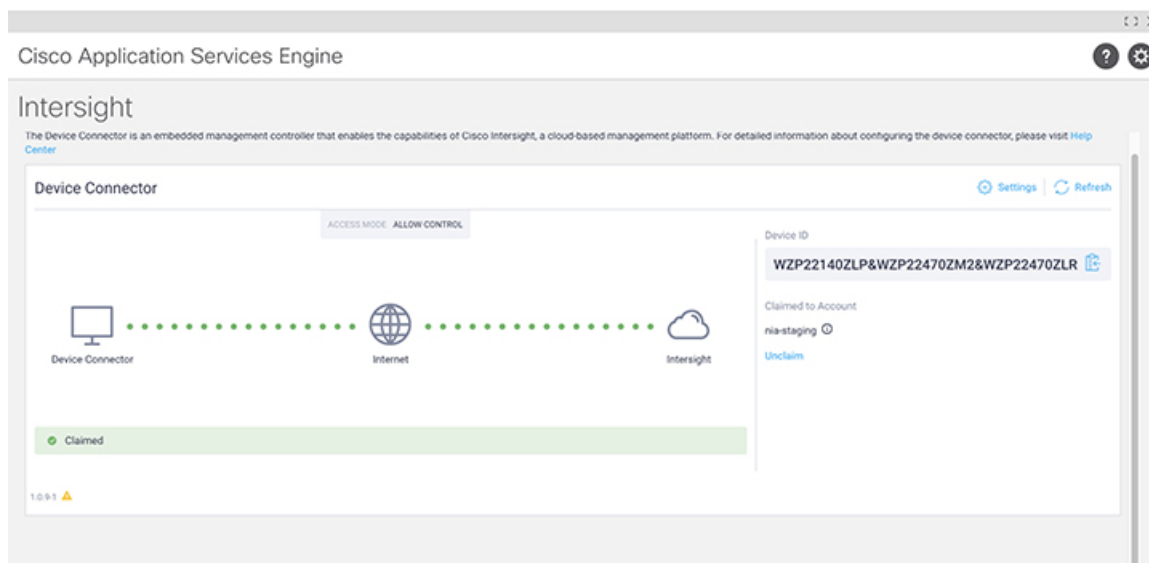 Cisco Application Services Engine
Intersight
The Device Connector is an embedded management controller that enables the capabilities of Cisco Intersight, a cloud-based management platform. For detailed information about configuring the device connector, please visit Help
Center
Device Connector
Settings
Refresh
ACCESS MODE ALLOW CONTROL
Device ID
WZP22140ZLP&WZP22470ZM2&WZP22470ZLR
Claimed to Account
nia-staging
Unclaim
Device Connector
Internet
Intersight
Claimed
1.0.9-1